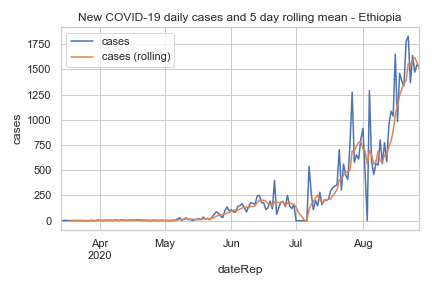 New COVID-19 daily cases and 5 day rolling mean - Ethiopia
cases
cases (rolling)
1750
1500
1250
1000
750
500
250
0
cases
Apr
2020
May
Jun
Jul
Aug
dateRep